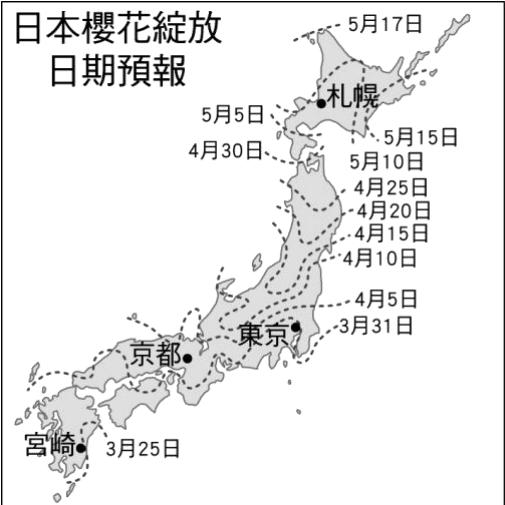 日本櫻花綻放
日期預報
5月17日
札幌
5月5日
5月15日
4月30日
5月10日
4月25日
4月20日
4月15日
4月10日
4月5日
東京
3月31日
京都
宮崎
3月25日